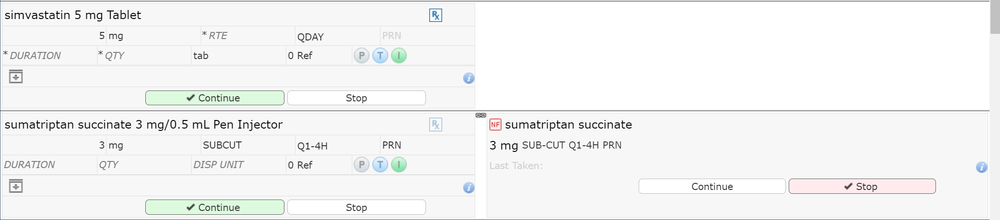 simvastatin 5 mg Tablet Rx
5 mg * RTE QDAY PRN
* DURATION * QTY tab 0 Ref P T I
i
✔ Continue Stop
sumatriptan succinate 3 mg/0.5 mL Pen Injector Rx
3 mg SUBCUT Q1-4H PRN
DURATION QTY DISP UNIT 0 Ref P T I
i
✔ Continue Stop
NF sumatriptan succinate
3 mg SUB-CUT Q1-4H PRN
Last Taken:
i
Continue ✔ Stop